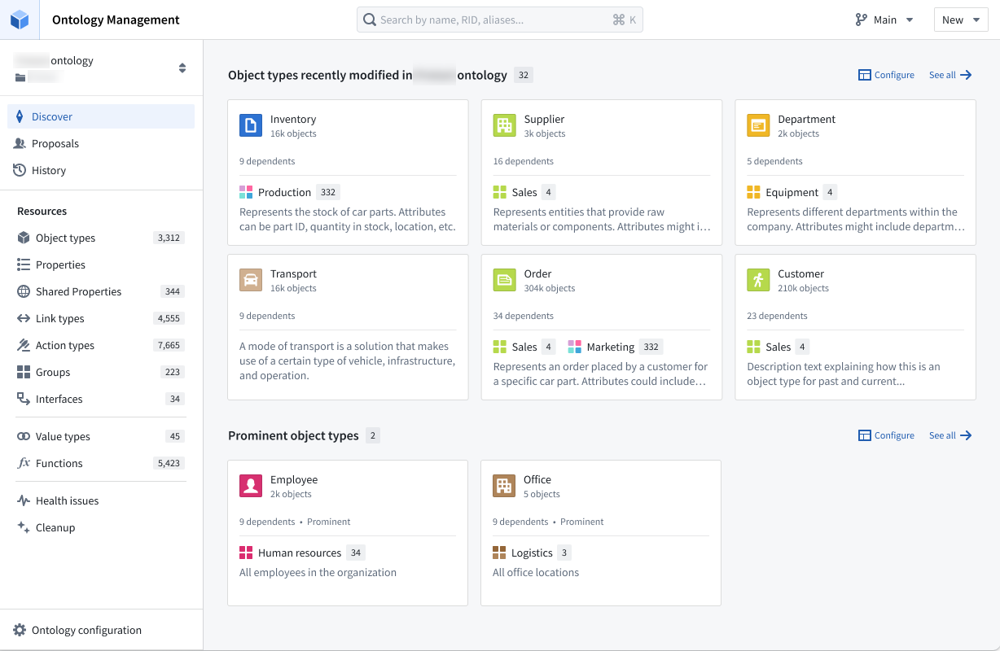 Ontology Management
Search by name, RID, aliases...
⌘ K
Main
New
ontology
Discover
Proposals
History
Resources
Object types 3,312
Properties
Shared Properties 344
Link types 4,555
Action types 7,665
Groups 223
Interfaces 34
Value types 45
Functions 5,423
Health issues
Cleanup
Ontology configuration
Object types recently modified in ontology 32
Configure
See all
Inventory
16k objects
9 dependents
Production 332
Represents the stock of car parts. Attributes
can be part ID, quantity in stock, location, etc.
Supplier
3k objects
16 dependents
Sales 4
Represents entities that provide raw
materials or components. Attributes might i…
Department
2k objects
5 dependents
Equipment 4
Represents different departments within the
company. Attributes might include departm…
Transport
16k objects
9 dependents
A mode of transport is a solution that makes
use of a certain type of vehicle, infrastructure,
and operation.
Order
304k objects
34 dependents
Sales 4 Marketing 332
Represents an order placed by a customer for
a specific car part. Attributes could include…
Customer
210k objects
23 dependents
Sales 4
Description text explaining how this is an
object type for past and current...
Prominent object types 2
Configure
See all
Employee
2k objects
9 dependents • Prominent
Human resources 34
All employees in the organization
Office
5 objects
9 dependents • Prominent
Logistics 3
All office locations